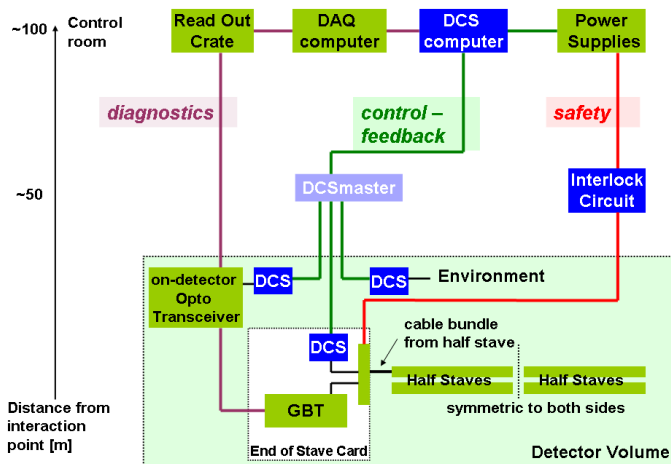 ~100
Control
room
Read Out
Crate
DAQ
computer
DCS
computer
Power
Supplies
diagnostics
control –
feedback
safety
~50
DCSmaster
Interlock
Circuit
on-detector
Opto
Transceiver
DCS
DCS
Environment
cable bundle
from half stave
DCS
Half Staves
Half Staves
GBT
symmetric to both sides
Distance from
interaction
point [m]
End of Stave Card
Detector Volume